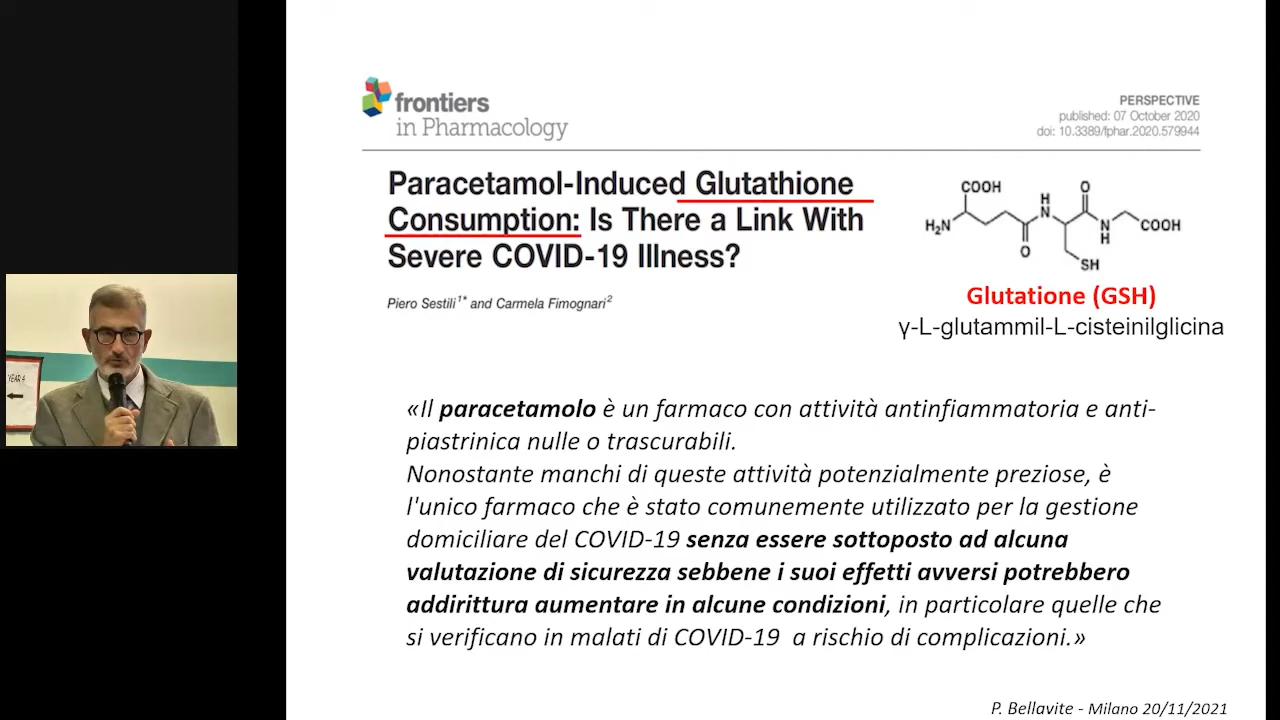 frontiers
in Pharmacology
PERSPECTIVE
published: 07 October 2020
doi: 10.3389/fphar.2020.579944
Paracetamol-Induced Glutathione
Consumption: Is There a Link With
Severe COVID-19 Illness?
Piero Sestili1* and Carmela Fimognari2
COOH
H2N
O
H
N
O
N
H
COOH
SH
Glutatione (GSH)
γ-L-glutammil-L-cisteinilglicina
YEAR 4
«Il paracetamolo è un farmaco con attività antinfiammatoria e anti-
piastrinica nulle o trascurabili.
Nonostante manchi di queste attività potenzialmente preziose, è
l'unico farmaco che è stato comunemente utilizzato per la gestione
domiciliare del COVID-19 senza essere sottoposto ad alcuna
valutazione di sicurezza sebbene i suoi effetti avversi potrebbero
addirittura aumentare in alcune condizioni, in particolare quelle che
si verificano in malati di COVID-19 a rischio di complicazioni.»
P. Bellavite - Milano 20/11/2021